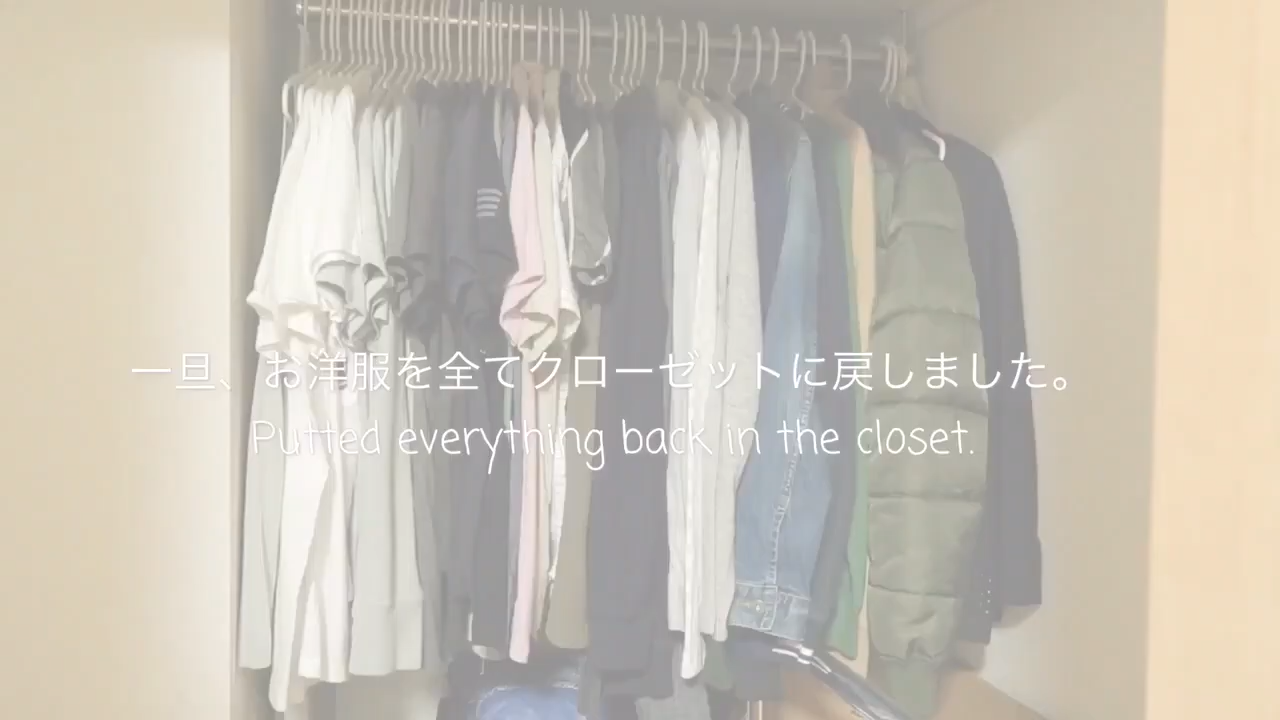 一旦、お洋服を全てクローゼットに戻しました。
Putted everything back in the closet.